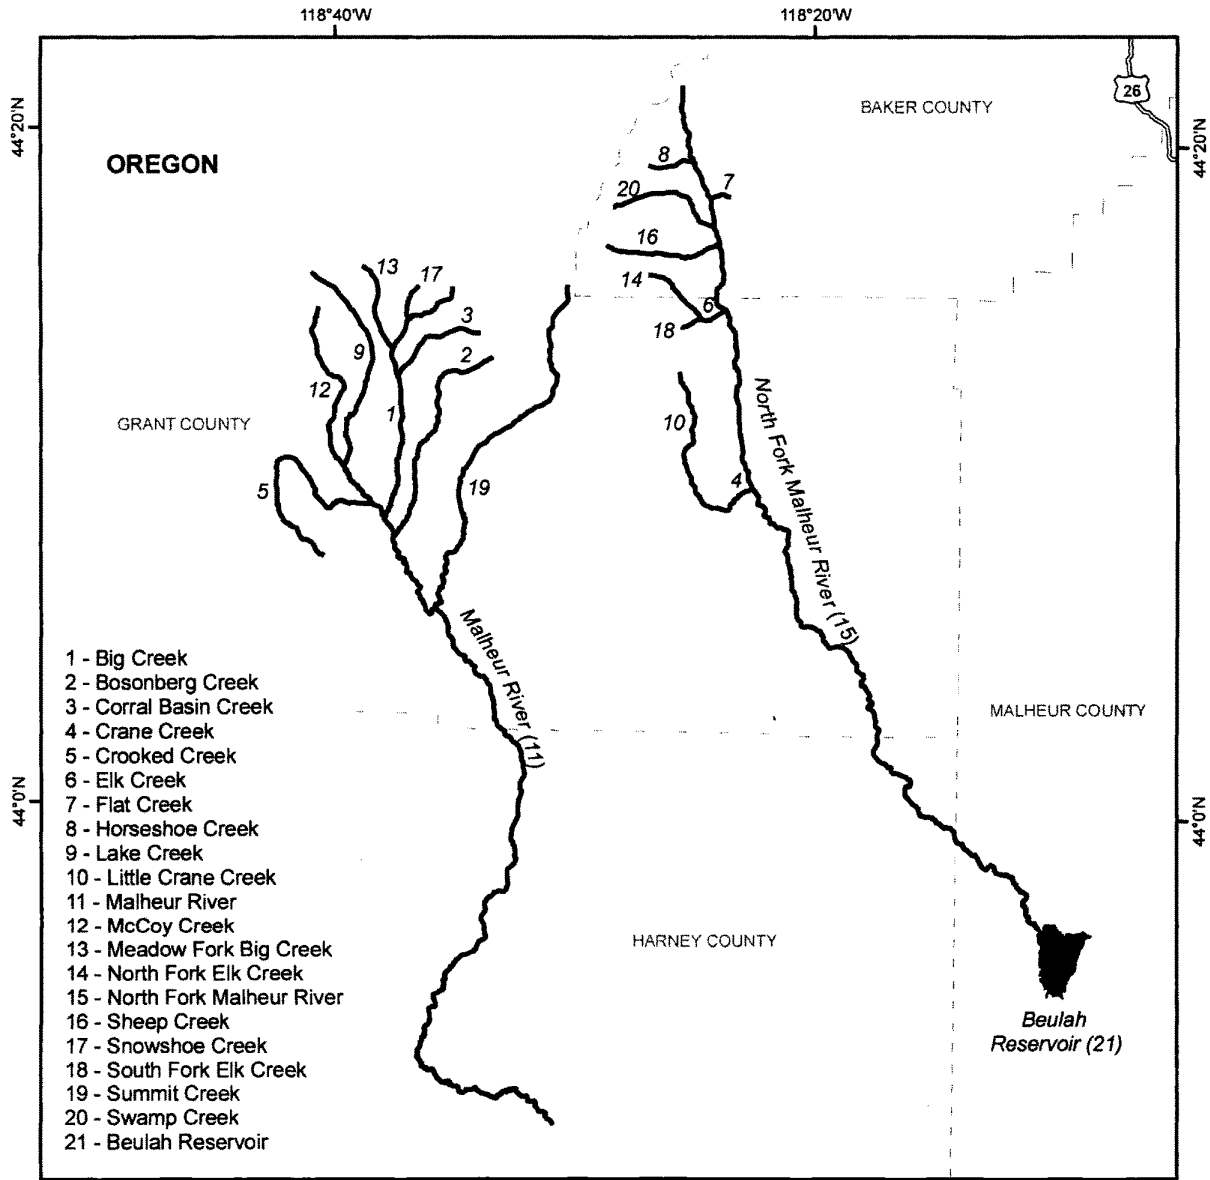 118°40'W
118°20'W
44°20'N
44°20'N
OREGON
BAKER COUNTY
26
8
20
7
16
14
6
18
13
17
3
9
2
12
1
10
GRANT COUNTY
5
19
4
North Fork Malheur River (15)
Malheur River (11)
MALHEUR COUNTY
HARNEY COUNTY
44°0'N
44°0'N
Beulah
Reservoir (21)
1 - Big Creek
2 - Bosonberg Creek
3 - Corral Basin Creek
4 - Crane Creek
5 - Crooked Creek
6 - Elk Creek
7 - Flat Creek
8 - Horseshoe Creek
9 - Lake Creek
10 - Little Crane Creek
11 - Malheur River
12 - McCoy Creek
13 - Meadow Fork Big Creek
14 - North Fork Elk Creek
15 - North Fork Malheur River
16 - Sheep Creek
17 - Snowshoe Creek
18 - South Fork Elk Creek
19 - Summit Creek
20 - Swamp Creek
21 - Beulah Reservoir